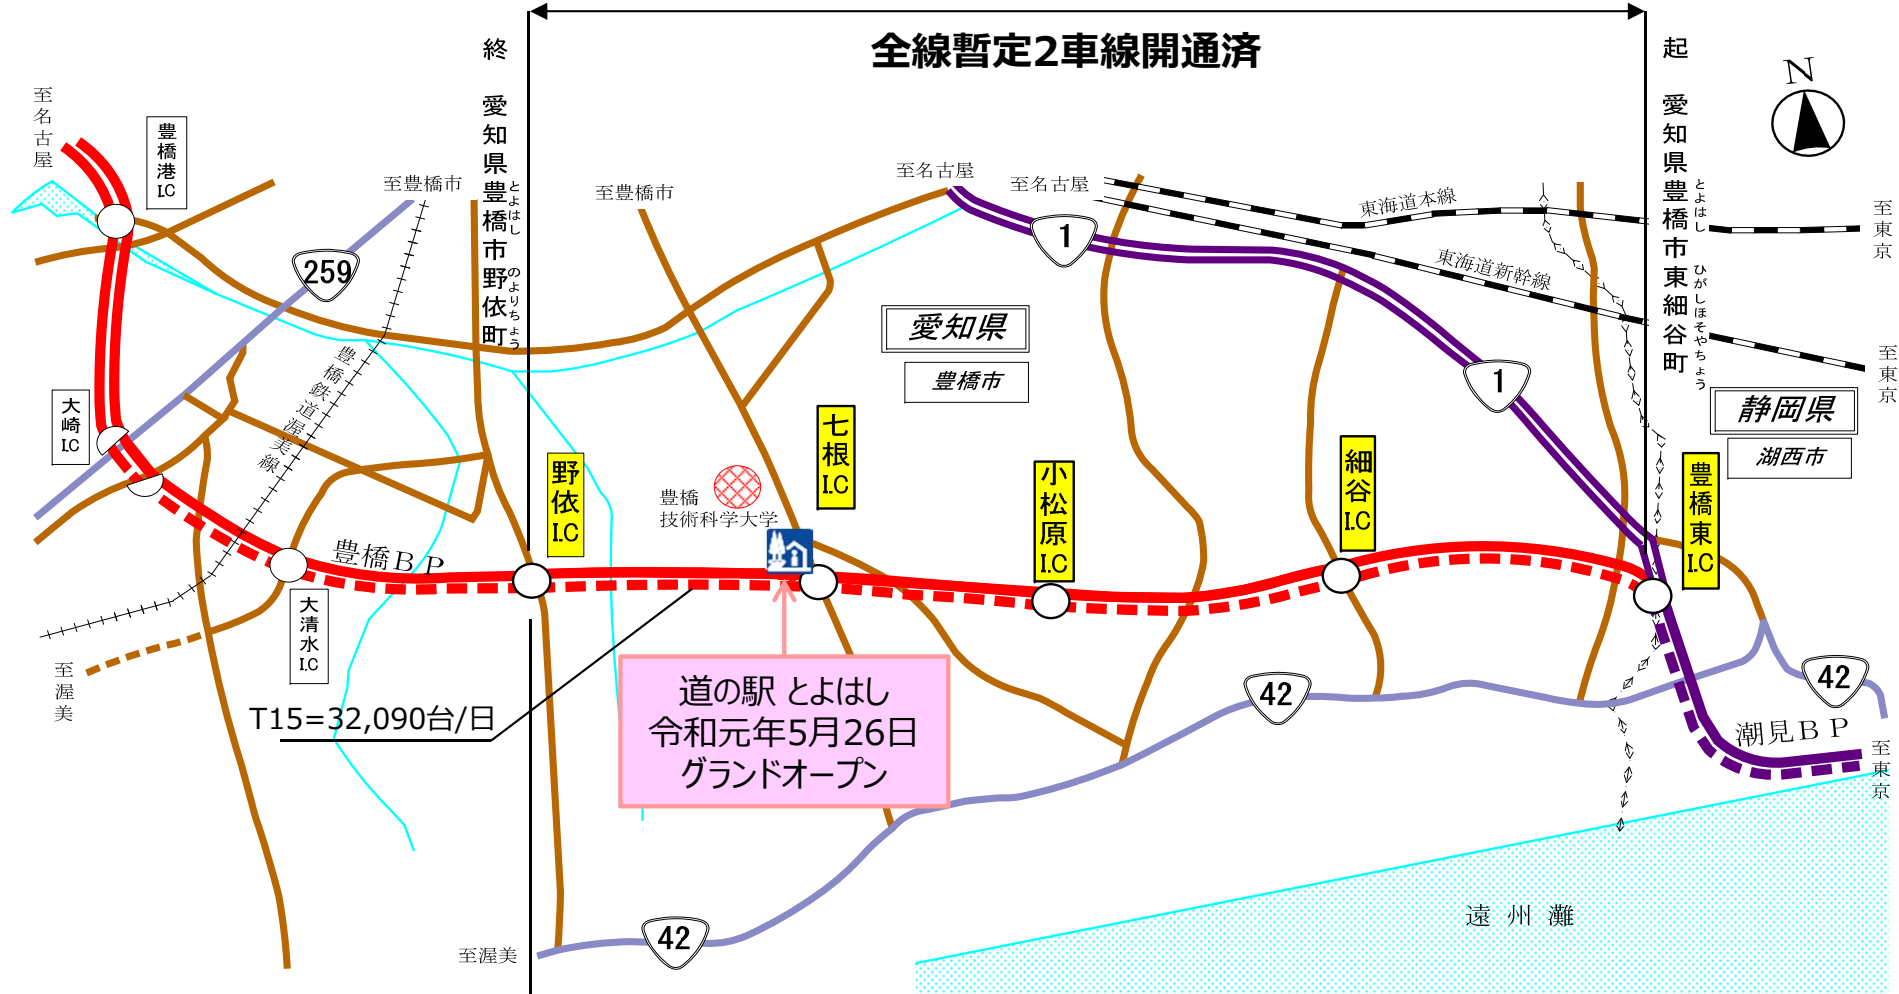 全線暫定2車線開通済
終 愛知県豊橋市野依町
とよはし
のよりちょう
起 愛知県豊橋市東細谷町
とよはし
ひがしほそやちょう
N
至名古屋
豊橋港I.C
至豊橋市
至豊橋市
至名古屋
至名古屋
東海道本線
東海道新幹線
至東京
至東京
259
1
1
愛知県
豊橋市
静岡県
湖西市
豊橋鉄道渥美線
大崎I.C
野依I.C
七根I.C
小松原I.C
細谷I.C
豊橋東I.C
豊橋
技術科学大学
豊橋BP
大清水I.C
至渥美
T15=32,090台/日
道の駅 とよはし
令和元年5月26日
グランドオープン
42
42
42
潮見BP
至東京
遠州灘
至渥美